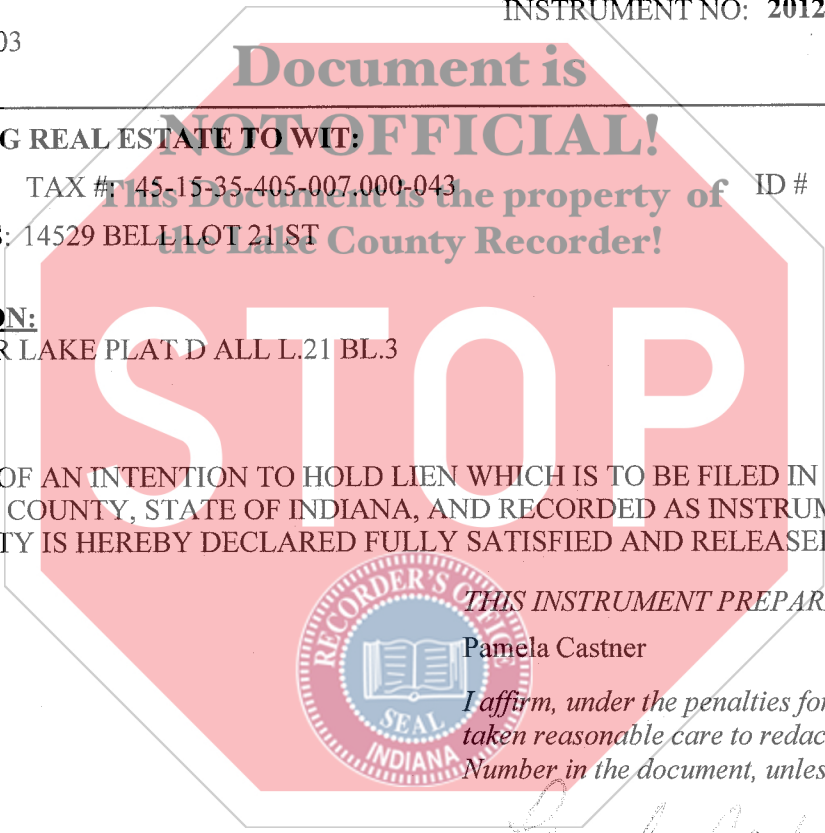 INSTRUMENT NO: 2012
03
Document is
NOT OFFICIAL!
G REAL ESTATE TO WIT:
TAX #: 45-15-35-405-007.000-043
ID #
This Document is the property of
the Lake County Recorder!
: 14529 BELL LOT 21 ST
ON:
R LAKE PLAT D ALL L.21 BL.3
STOP
OF AN INTENTION TO HOLD LIEN WHICH IS TO BE FILED IN
COUNTY, STATE OF INDIANA, AND RECORDED AS INSTRUM
TY IS HEREBY DECLARED FULLY SATISFIED AND RELEASE
THIS INSTRUMENT PREPAR
Pamela Castner
I affirm, under the penalties for
taken reasonable care to redac
Number in the document, unles
RECORDER'S OFFICE
SEAL
INDIANA